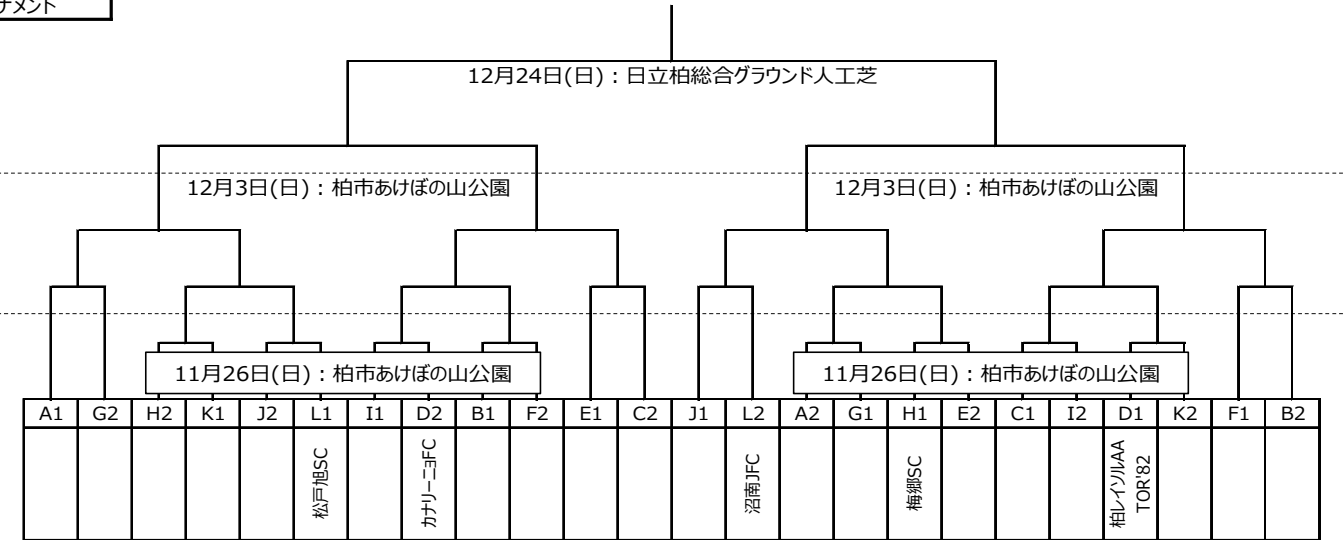 ナメント
12月24日(日)：日立柏総合グラウンド人工芝
12月3日(日)：柏市あけぼの山公園
12月3日(日)：柏市あけぼの山公園
11月26日(日)：柏市あけぼの山公園
11月26日(日)：柏市あけぼの山公園
A1 G2 H2 K1 J2 L1 I1 D2 B1 F2 E1 C2 J1 L2 A2 G1 H1 E2 C1 I2 D1 K2 F1 B2
松戸旭SC
カナリーニョFC
沼南JFC
梅郷SC
柏レイソルAA
TOR'82